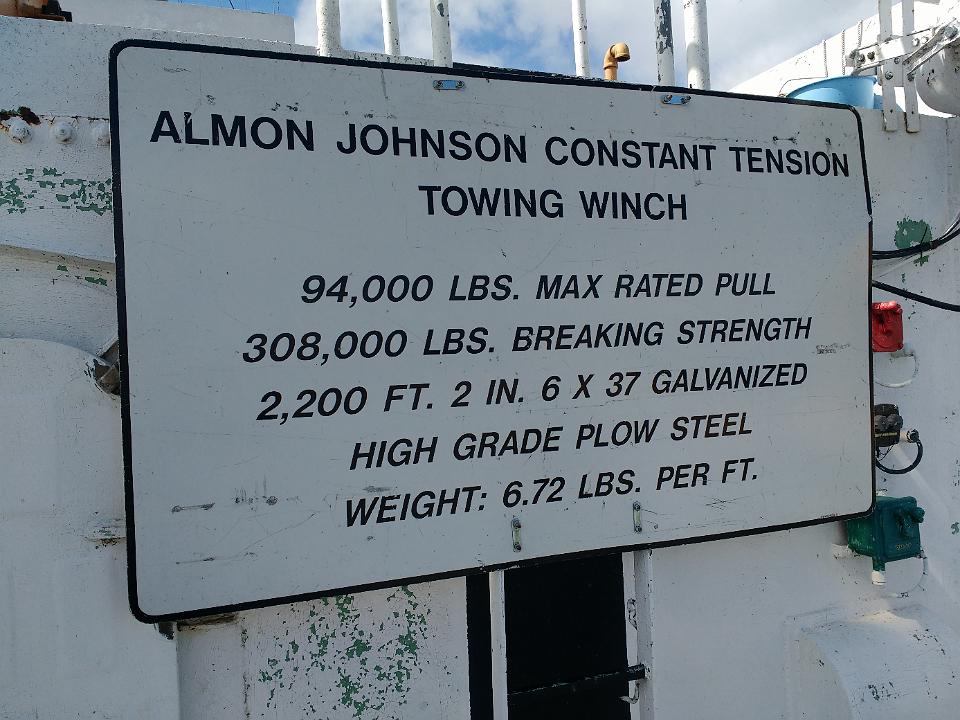 ALMON JOHNSON CONSTANT TENSION
TOWING WINCH
94,000 LBS. MAX RATED PULL
308,000 LBS. BREAKING STRENGTH
2,200 FT. 2 IN. 6 X 37 GALVANIZED
HIGH GRADE PLOW STEEL
WEIGHT: 6.72 LBS. PER FT.